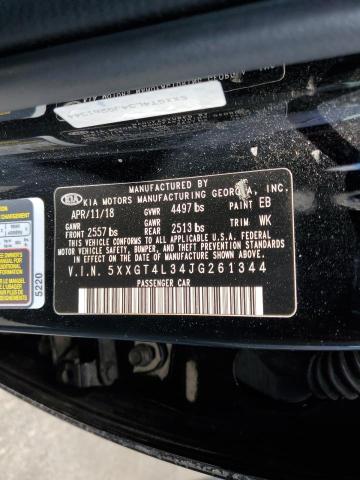 MANUFACTURED BY
KIA KIA MOTORS MANUFACTURING GEORGIA, INC.
APR/11/18 GVWR 4497 lbs PAINT EB
GAWR GAWR
FRONT 2557 lbs REAR 2513 lbs TRIM WK
THIS VEHICLE CONFORMS TO ALL APPLICABLE U.S.A. FEDERAL
MOTOR VEHICLE SAFETY, BUMPER, AND THEFT PREVENTION
STANDARDS IN EFFECT ON THE DATE OF MANUFACTURE SHOWN ABOVE.
V.I.N. 5XXGT4L34JG261344
PASSENGER CAR
5220